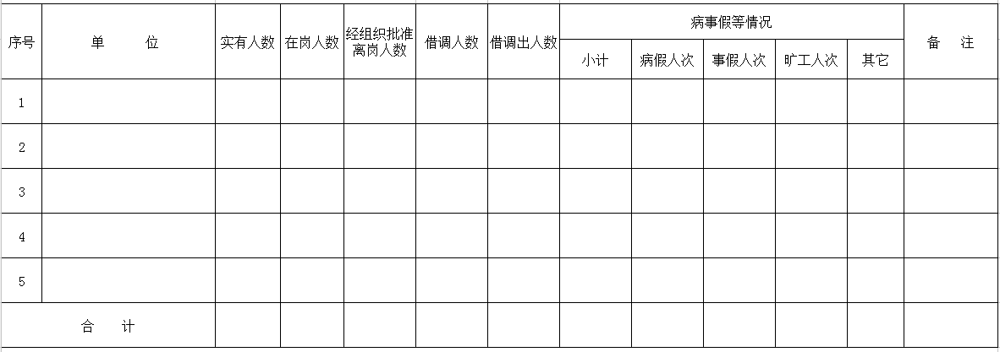 序号
单 位
实有人数
在岗人数
经组织批准
离岗人数
借调人数
借调出人数
病事假等情况
小计
病假人次
事假人次
旷工人次
其它
备 注
1
2
3
4
5
合 计